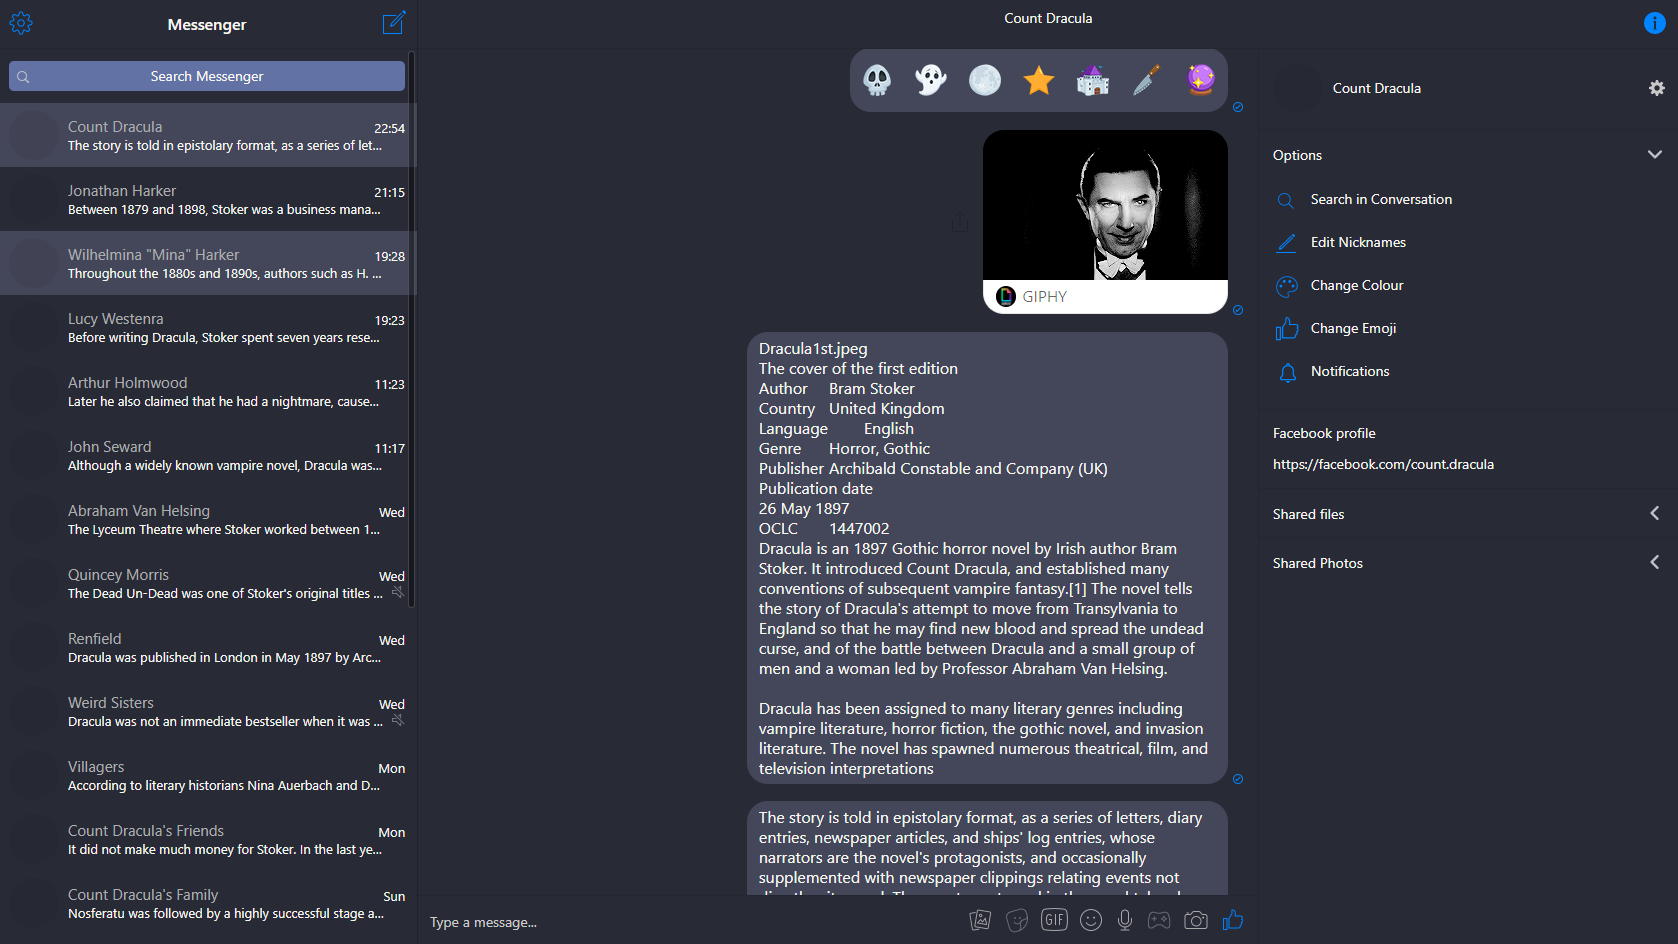 Messenger
Search Messenger
Count Dracula
22:54
The story is told in epistolary format, as a series of let...
Jonathan Harker
21:15
Between 1879 and 1898, Stoker was a business mana...
Wilhelmina "Mina" Harker
19:28
Throughout the 1880s and 1890s, authors such as H. ...
Lucy Westenra
19:23
Before writing Dracula, Stoker spent seven years rese...
Arthur Holmwood
11:23
Later he also claimed that he had a nightmare, cause...
John Seward
11:17
Although a widely known vampire novel, Dracula was...
Abraham Van Helsing
Wed
The Lyceum Theatre where Stoker worked between 1...
Quincey Morris
Wed
The Dead Un-Dead was one of Stoker's original titles ...
Renfield
Wed
Dracula was published in London in May 1897 by Arc...
Weird Sisters
Wed
Dracula was not an immediate bestseller when it was ...
Villagers
Mon
According to literary historians Nina Auerbach and D...
Count Dracula's Friends
Mon
It did not make much money for Stoker. In the last ye...
Count Dracula's Family
Sun
Nosferatu was followed by a highly successful stage a...
Count Dracula
GIPHY
Dracula1st.jpeg
The cover of the first edition
Author Bram Stoker
Country United Kingdom
Language English
Genre Horror, Gothic
Publisher Archibald Constable and Company (UK)
Publication date
26 May 1897
OCLC 1447002
Dracula is an 1897 Gothic horror novel by Irish author Bram
Stoker. It introduced Count Dracula, and established many
conventions of subsequent vampire fantasy.[1] The novel tells
the story of Dracula's attempt to move from Transylvania to
England so that he may find new blood and spread the undead
curse, and of the battle between Dracula and a small group of
men and a woman led by Professor Abraham Van Helsing.
Dracula has been assigned to many literary genres including
vampire literature, horror fiction, the gothic novel, and invasion
literature. The novel has spawned numerous theatrical, film, and
television interpretations
The story is told in epistolary format, as a series of letters, diary
entries, newspaper articles, and ships' log entries, whose
narrators are the novel's protagonists, and occasionally
supplemented with newspaper clippings relating events not
Type a message...
GIF
Count Dracula
Options
Search in Conversation
Edit Nicknames
Change Colour
Change Emoji
Notifications
Facebook profile
https://facebook.com/count.dracula
Shared files
Shared Photos